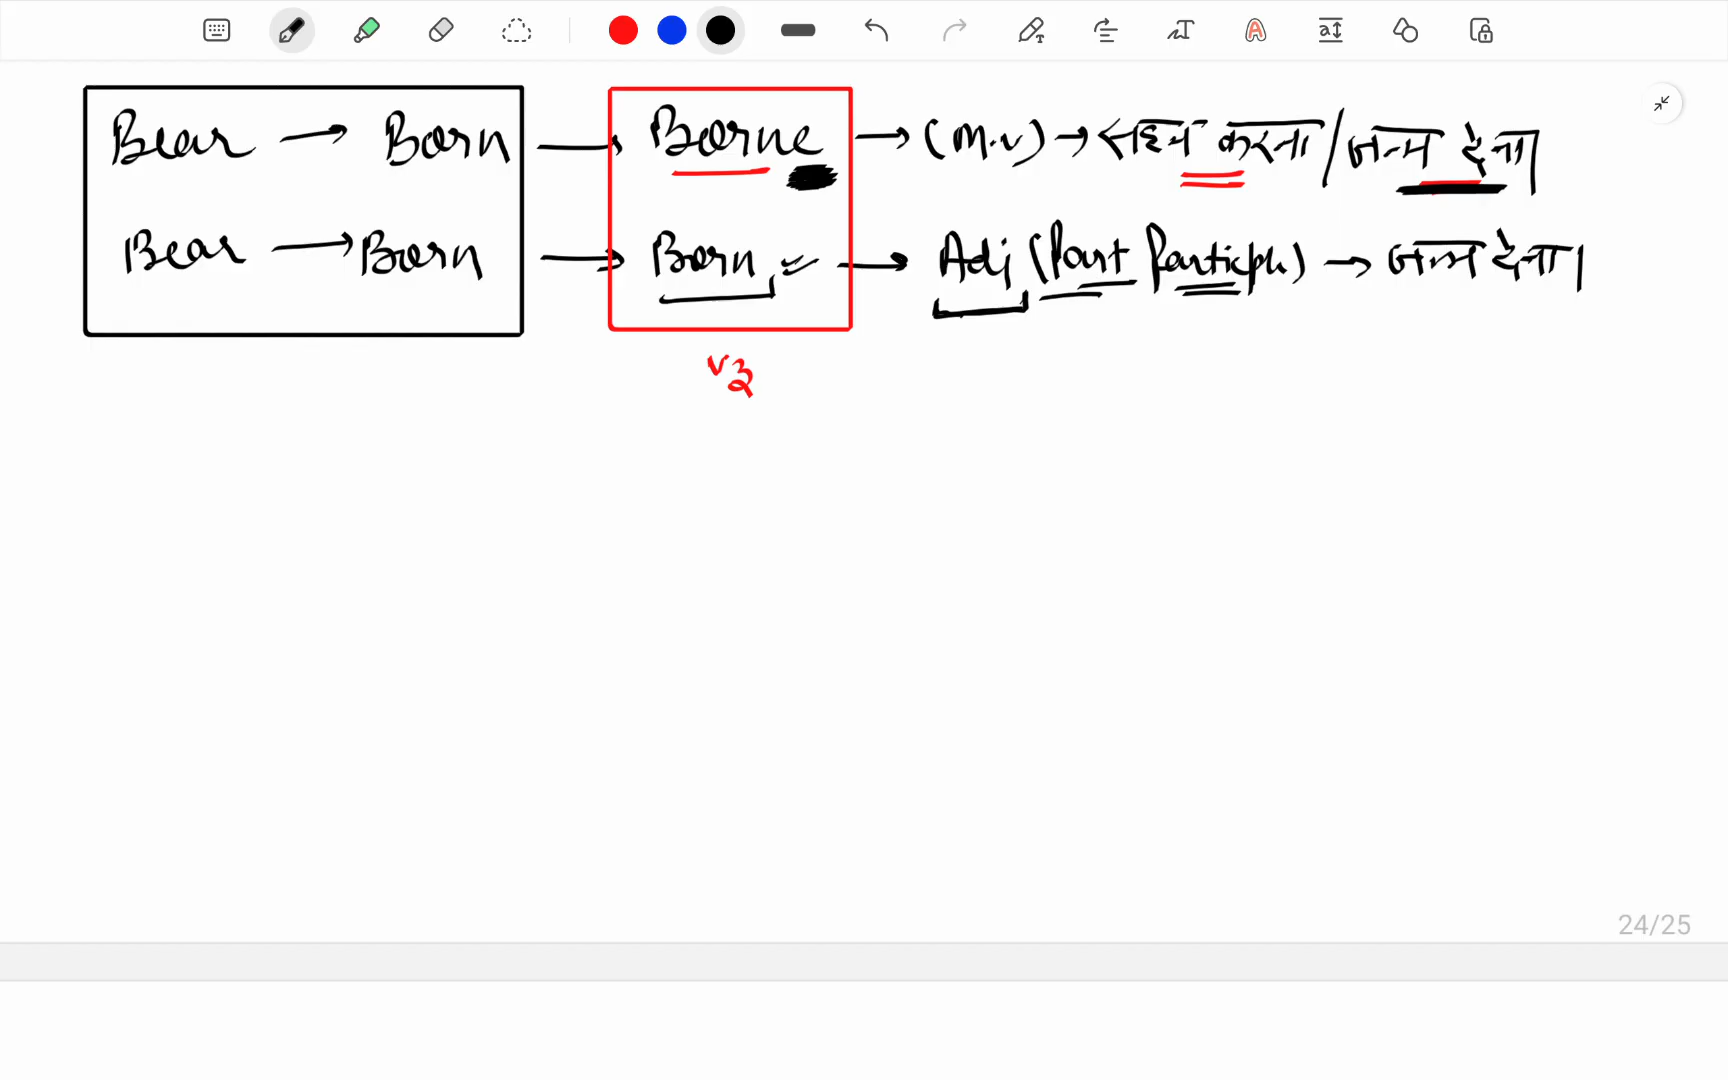 Bear → Born → Borne → (M.V) → सहन करना / जन्म देना
Bear → Born → Born → Adj (Past Participle) → जन्म देना।
V3
24/25